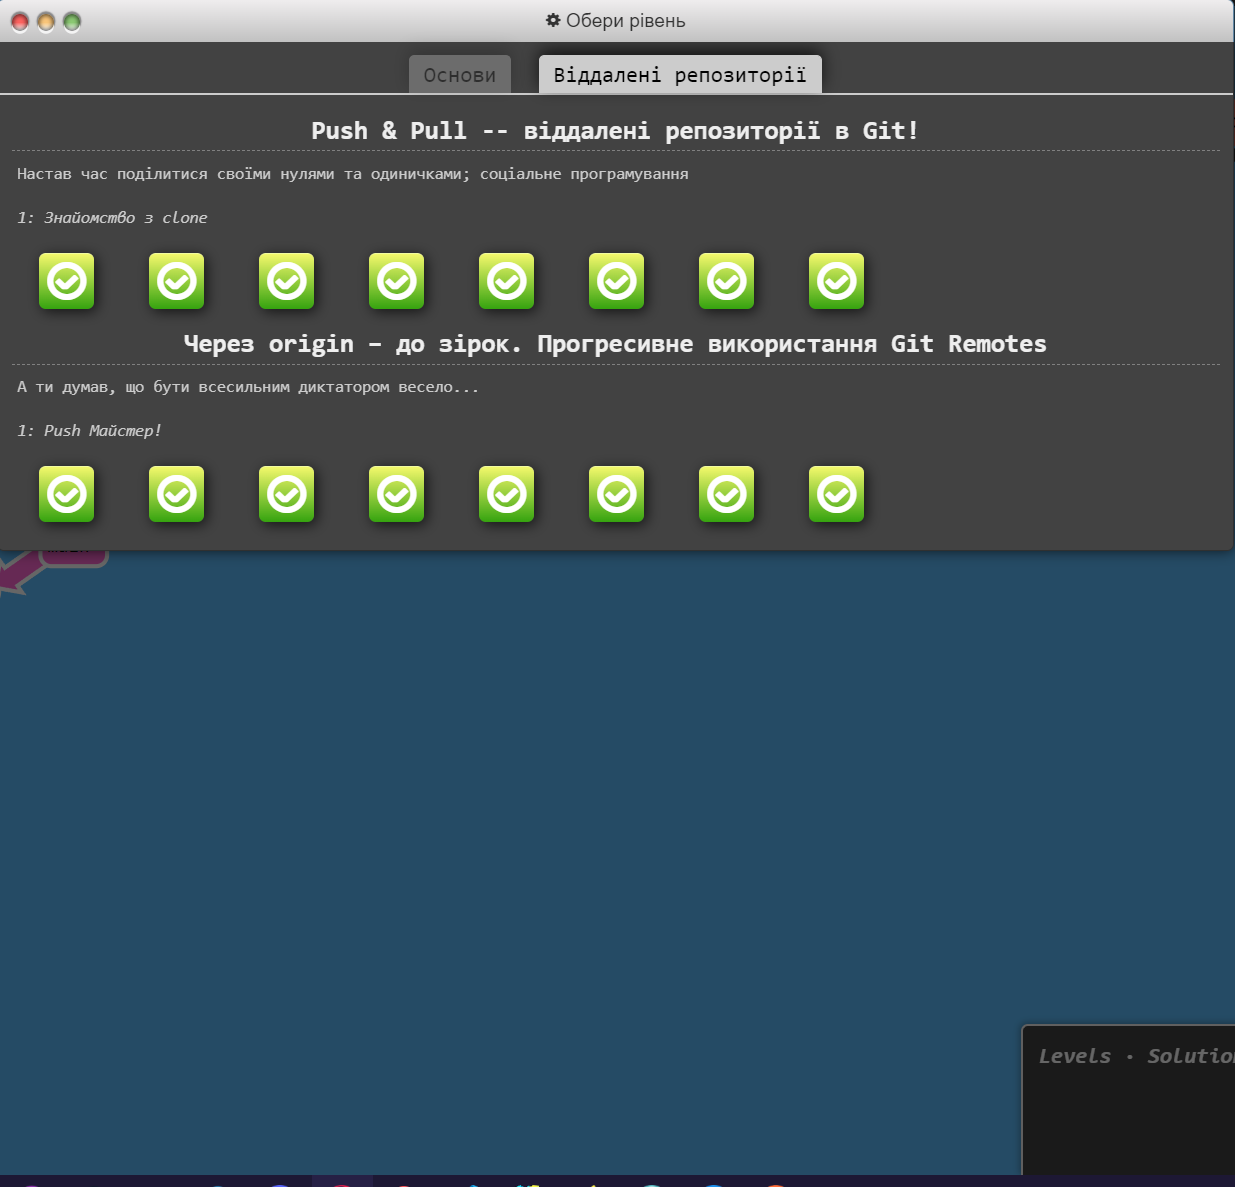 Обери рівень
Основи
Віддалені репозиторії
Push & Pull -- віддалені репозиторії в Git!
Настав час поділитися своїми нулями та одиничками; соціальне програмування
1: Знайомство з clone
Через origin – до зірок. Прогресивне використання Git Remotes
А ти думав, що бути всесильним диктатором весело...
1: Push Майстер!
Levels ·